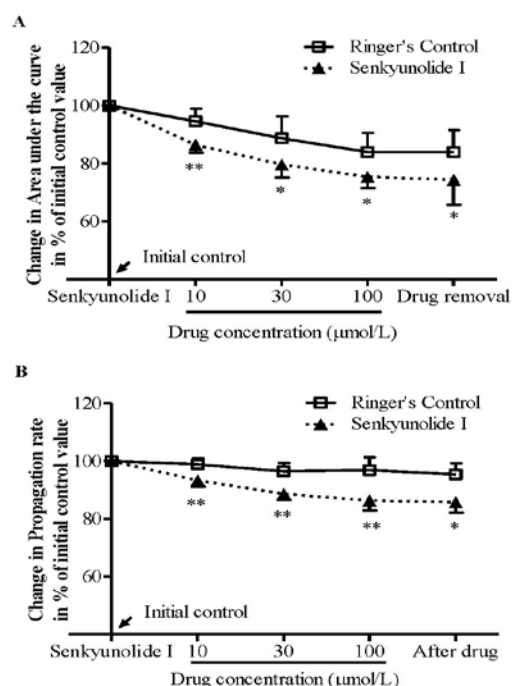 A
Ringer's Control
Senkyunolide I
Change in Area under the curve
in % of initial control value
120
100
80
60
**
*
*
*
Initial control
Senkyunolide I 10 30 100 Drug removal
Drug concentration (μmol/L)
B
Ringer's Control
Senkyunolide I
Change in Propagation rate
in % of initial control value
120
100
80
60
**
**
**
*
Initial control
Senkyunolide I 10 30 100 After drug
Drug concentration (μmol/L)